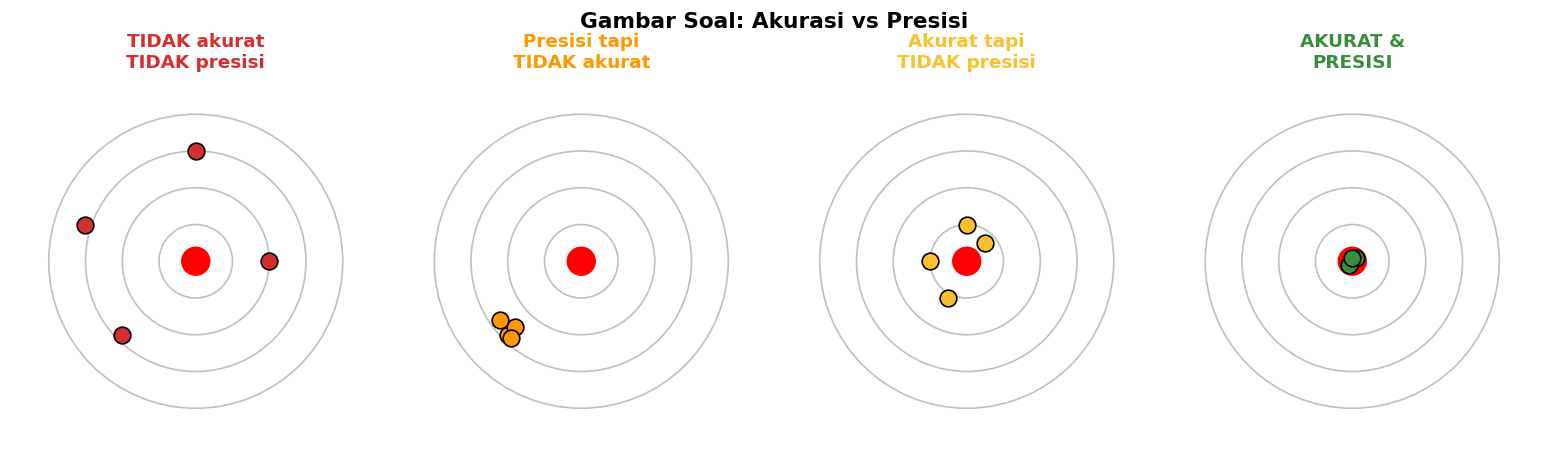 Gambar Soal: Akurasi vs Presisi
TIDAK akurat
TIDAK presisi
Presisi tapi
TIDAK akurat
Akurat tapi
TIDAK presisi
AKURAT &
PRESISI